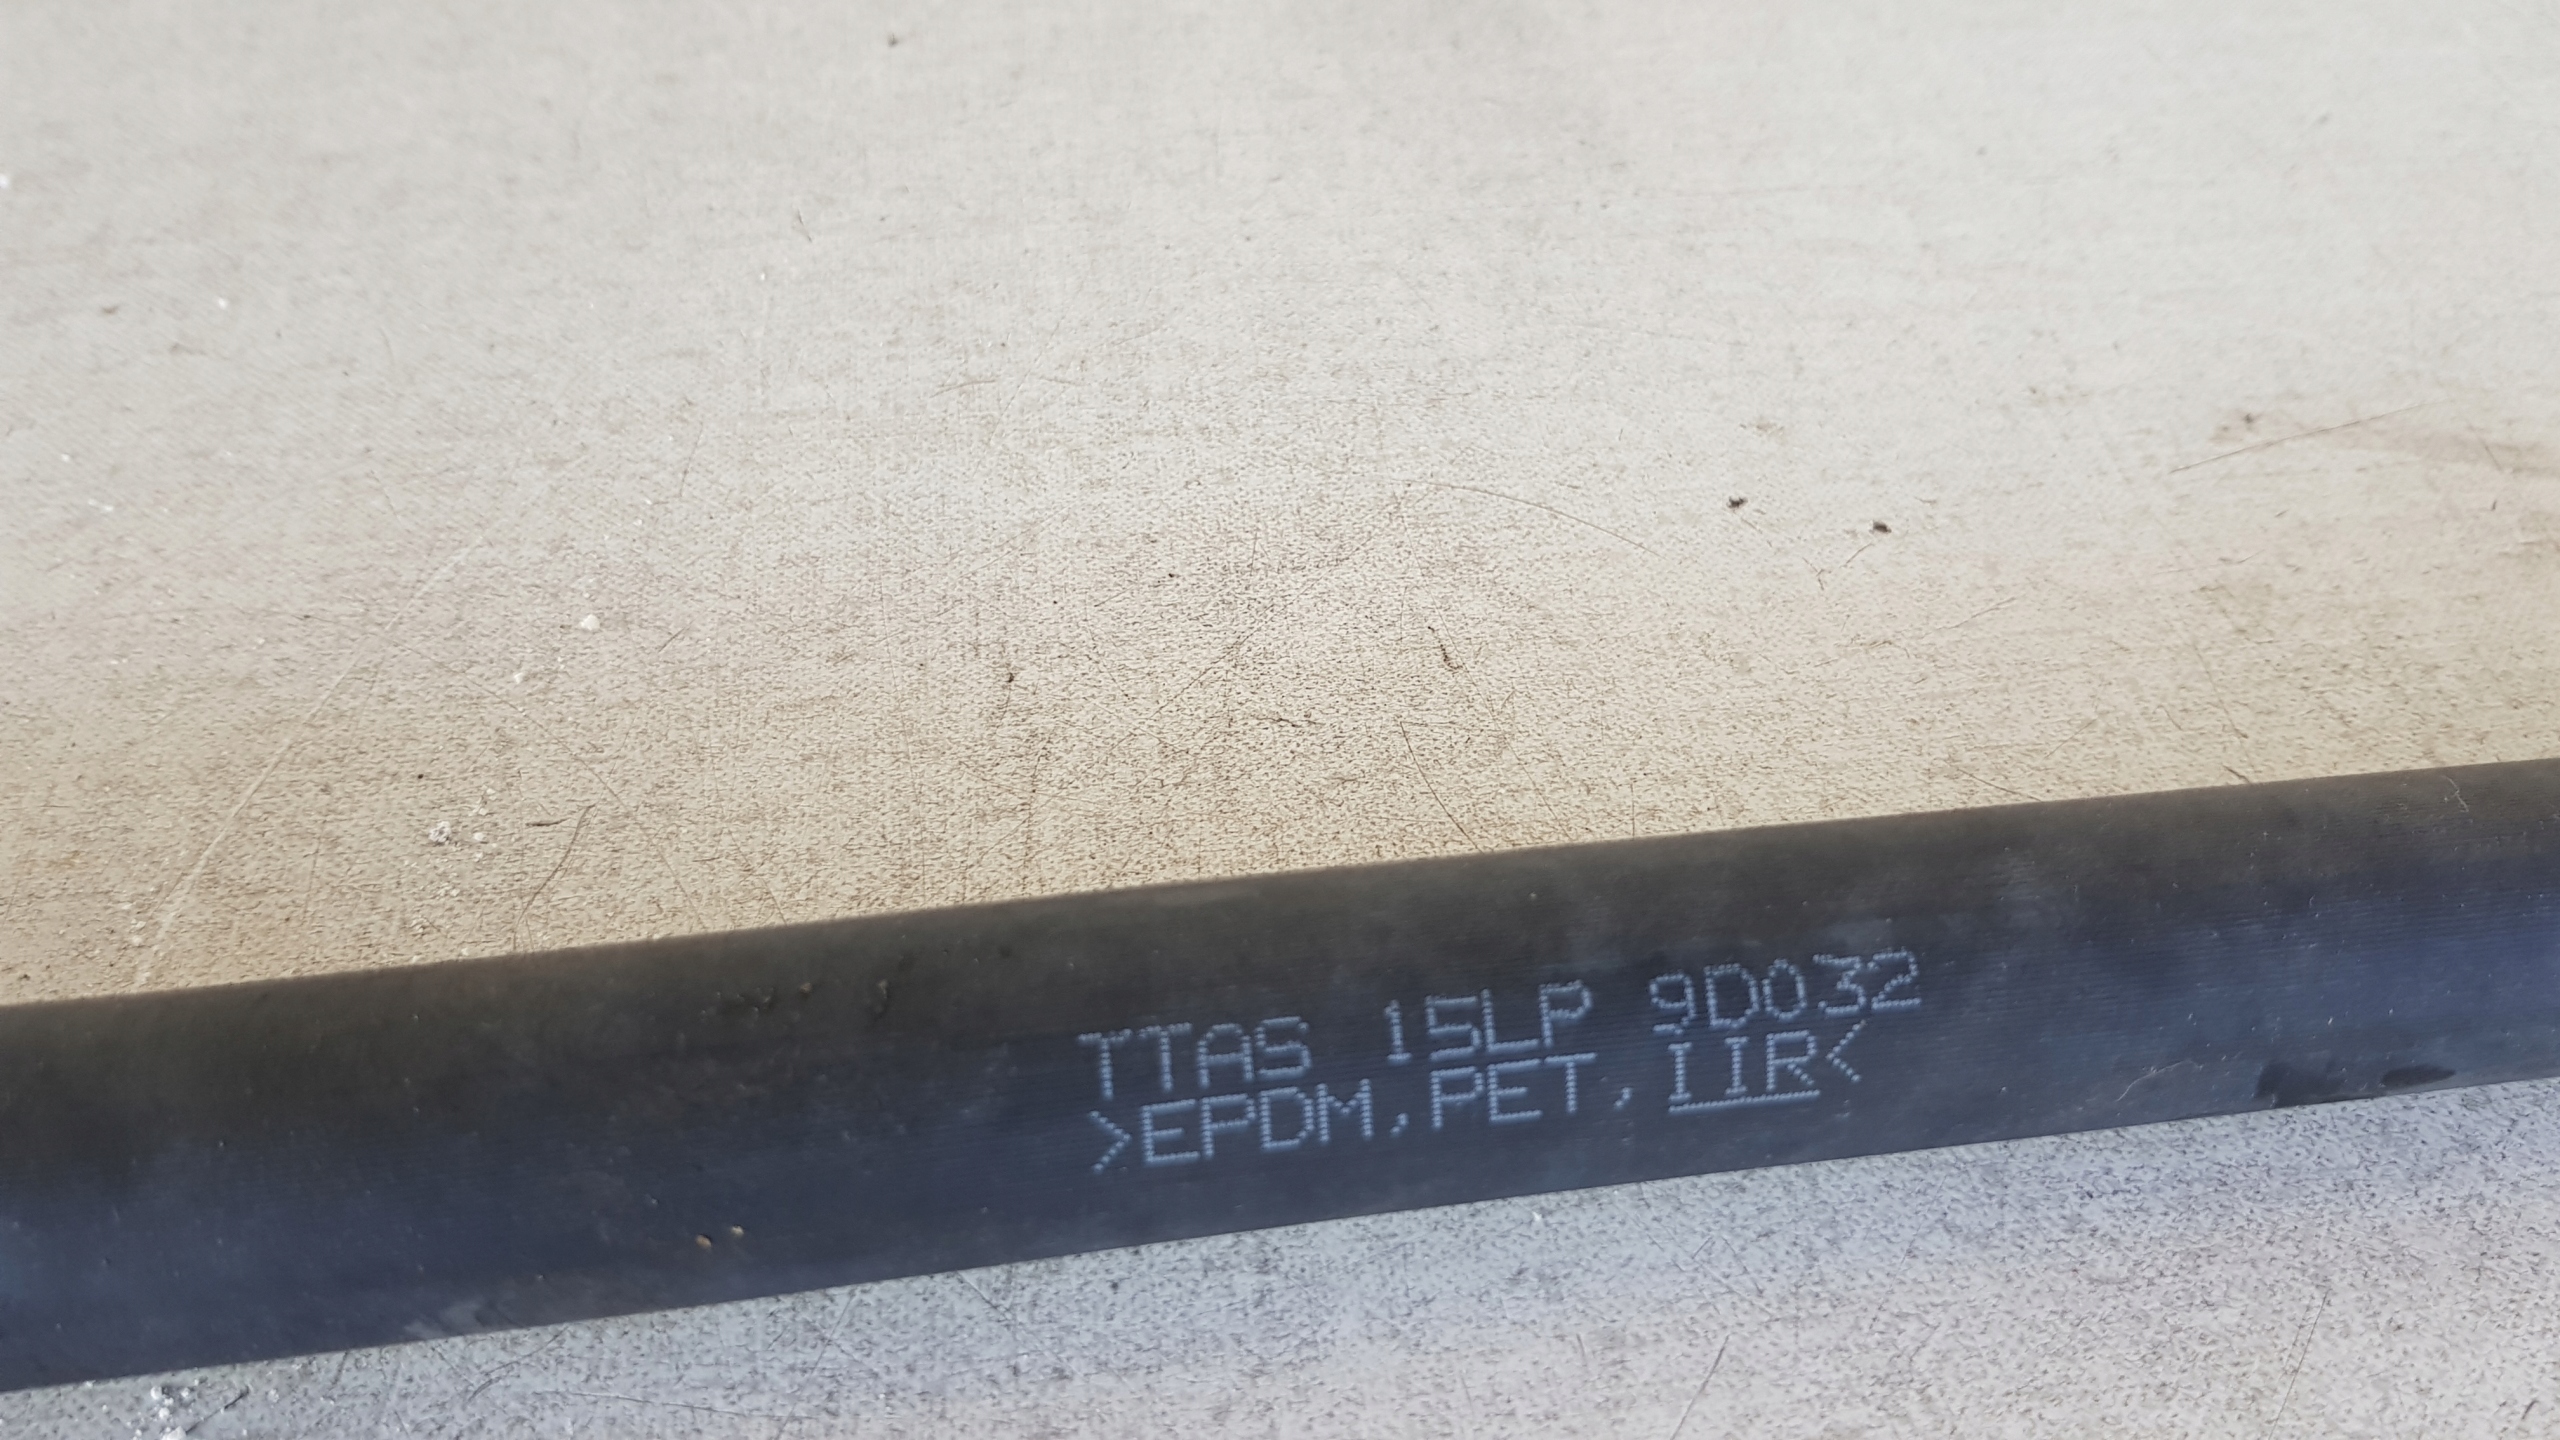 TTAS 15LP 9D032
>EPDM,PET,IIR<